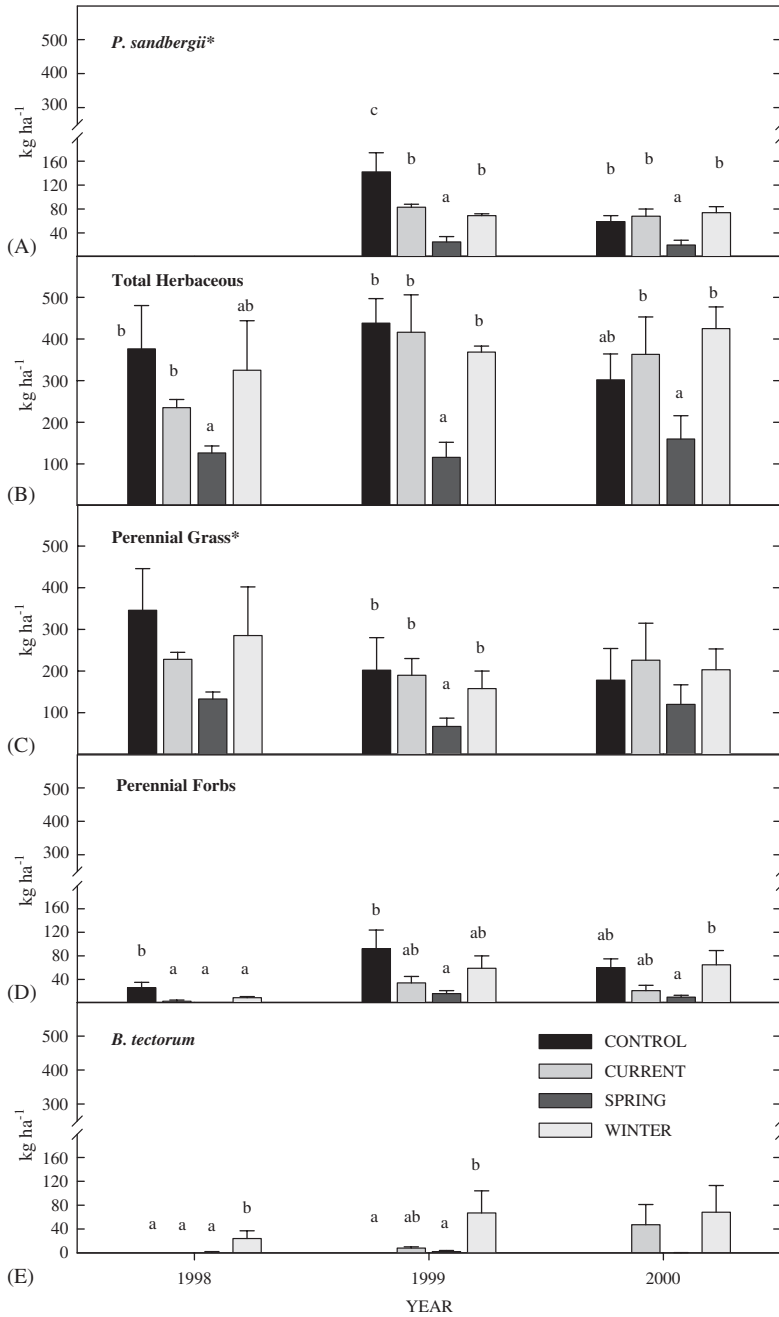 500
P. sandbergii*
400
300
kg ha-1
c
160
b b b b b
120
a a
80
40
(A)
Total Herbaceous
500
b b ab
b b ab b b
400
b
300
a a a
kg ha-1
200
100
(B)
Perennial Grass*
500
400
b b b
300
a
kg ha-1
200
100
(C)
Perennial Forbs
500
400
300
kg ha-1
160
b b
120
b a a a ab a ab ab ab a
80
40
(D)
B. tectorum
500
CONTROL
400
CURRENT
SPRING
300
WINTER
kg ha-1
160
b
120
a a a b a ab a
80
40
0
(E)
1998 1999 2000
YEAR